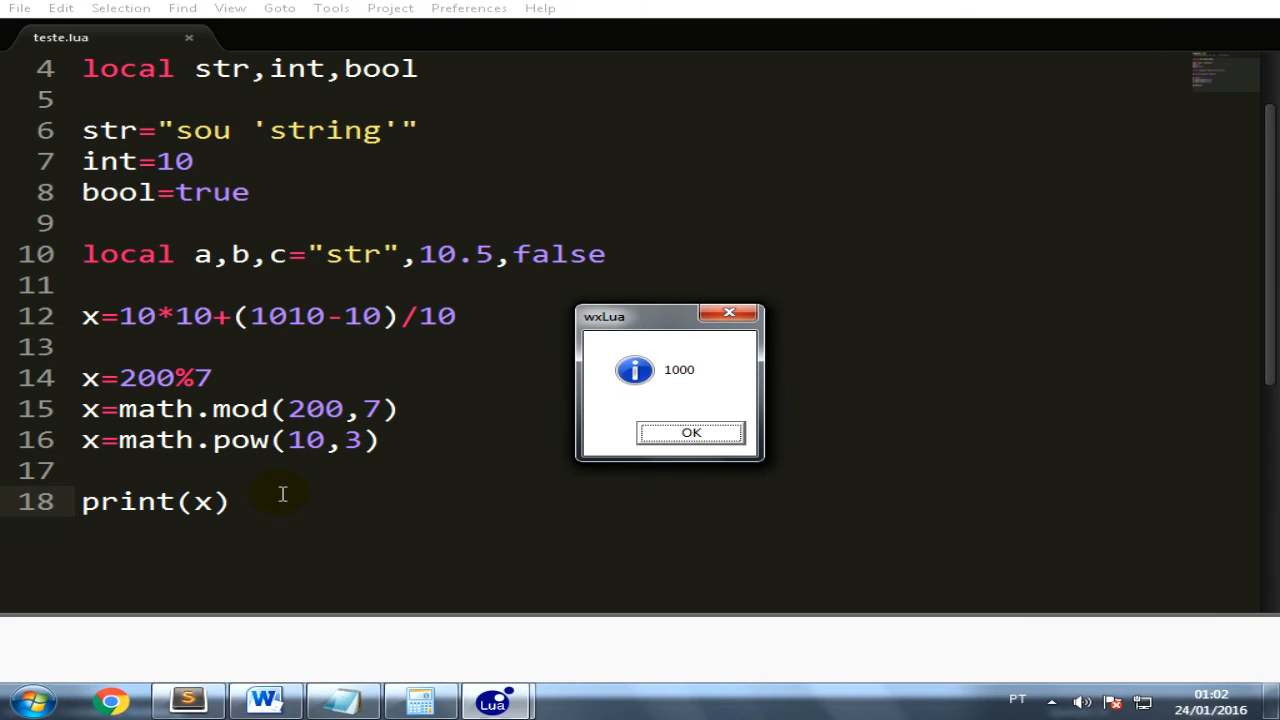 File Edit Selection Find View Goto Tools Project Preferences Help
teste.lua ×
4 local str,int,bool
5
6 str="sou 'string'"
7 int=10
8 bool=true
9
10 local a,b,c="str",10.5,false
11
12 x=10*10+(1010-10)/10
13
14 x=200%7
15 x=math.mod(200,7)
16 x=math.pow(10,3)
17
18 print(x)
wxLua
1000
OK
Lua
PT
01:02
24/01/2016